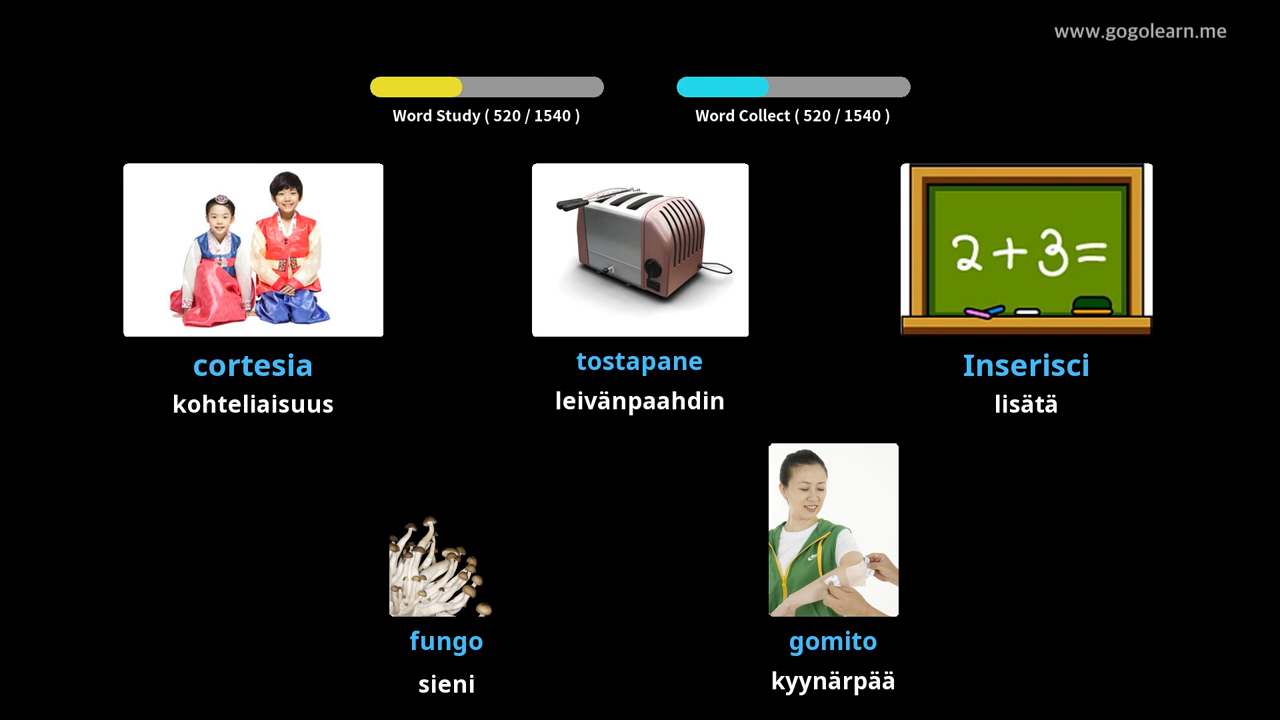 www.gogolearn.me
Word Study ( 520 / 1540 )
Word Collect ( 520 / 1540 )
2+3=
cortesia
kohteliaisuus
tostapane
leivänpaahdin
Inserisci
lisätä
fungo
sieni
gomito
kyynärpää